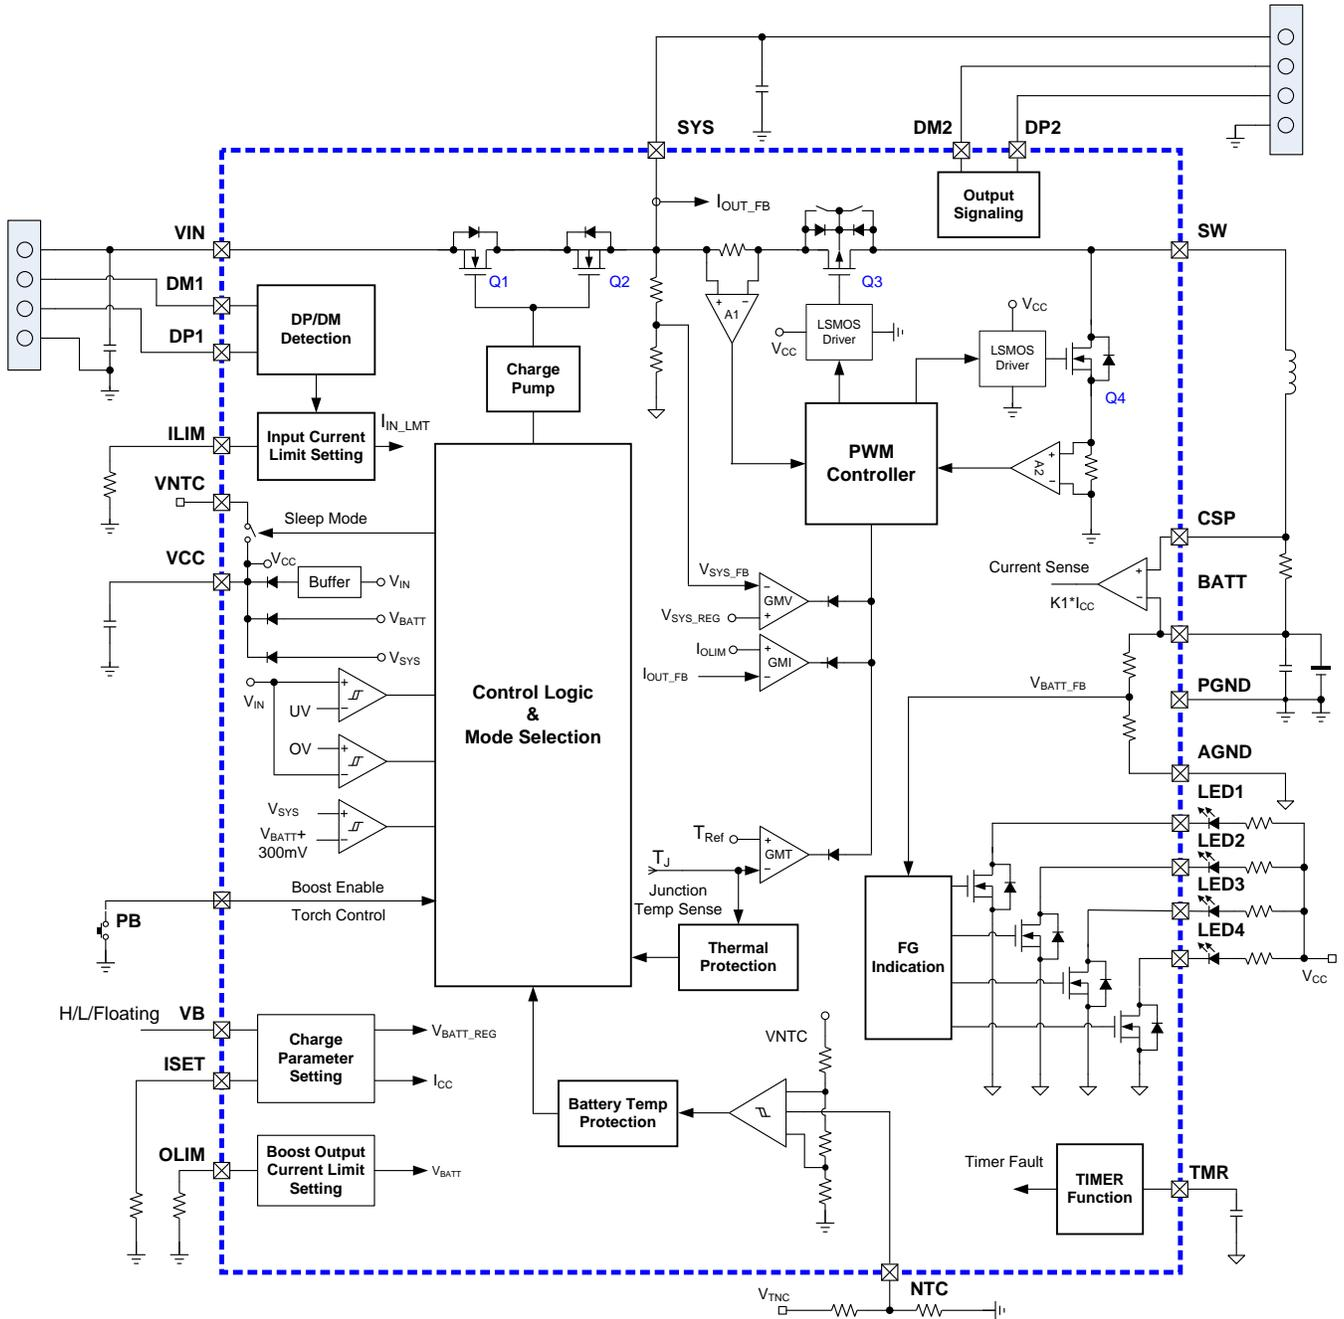 SYS
DM2
DP2
Output
Signaling
IOUT_FB
VIN
SW
Q1
Q2
Q3
DM1
DP/DM
Detection
DP1
+
−
A1
LSMOS
Driver
VCC
VCC
LSMOS
Driver
Q4
Charge
Pump
ILIM
Input Current
Limit Setting
IIN_LMT
PWM
Controller
+
A2
−
VNTC
Sleep Mode
CSP
VCC
VCC
Buffer
VIN
VBATT
VSYS
VSYS_FB
−
GMV
VSYS_REG
+
Current Sense
K1*ICC
+
−
BATT
IOLIM
+
GMI
IOUT_FB
−
VIN
+
UV
−
OV
+
−
VSYS
+
VBATT+
300mV
−
Control Logic
&
Mode Selection
VBATT_FB
PGND
AGND
LED1
LED2
LED3
LED4
VCC
TRef
+
GMT
TJ
−
Junction
Temp Sense
Thermal
Protection
FG
Indication
Boost Enable
Torch Control
PB
H/L/Floating
VB
Charge
Parameter
Setting
VBATT_REG
ISET
ICC
VNTC
Battery Temp
Protection
OLIM
Boost Output
Current Limit
Setting
VBATT
Timer Fault
TIMER
Function
TMR
NTC
VTNC